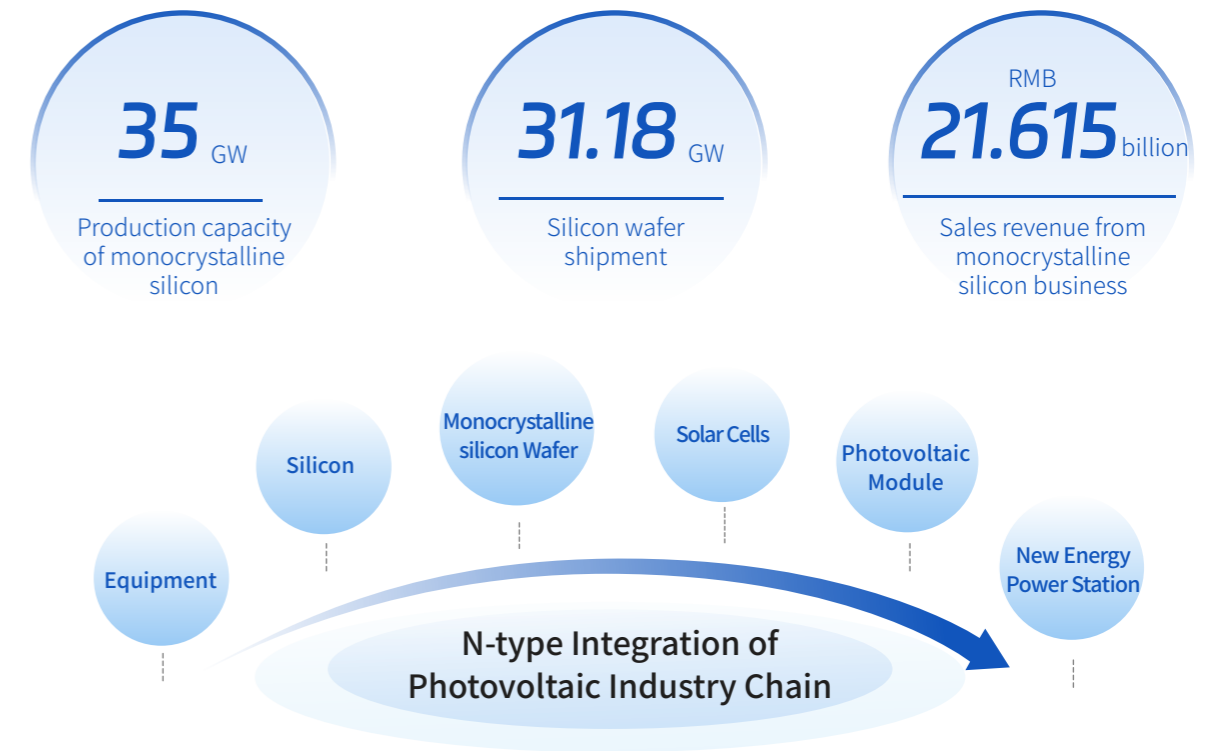 35 GW
Production capacity
of monocrystalline
silicon
31.18 GW
Silicon wafer
shipment
RMB
21.615 billion
Sales revenue from
monocrystalline
silicon business
Equipment
Silicon
Monocrystalline
silicon Wafer
Solar Cells
Photovoltaic
Module
New Energy
Power Station
N-type Integration of
Photovoltaic Industry Chain